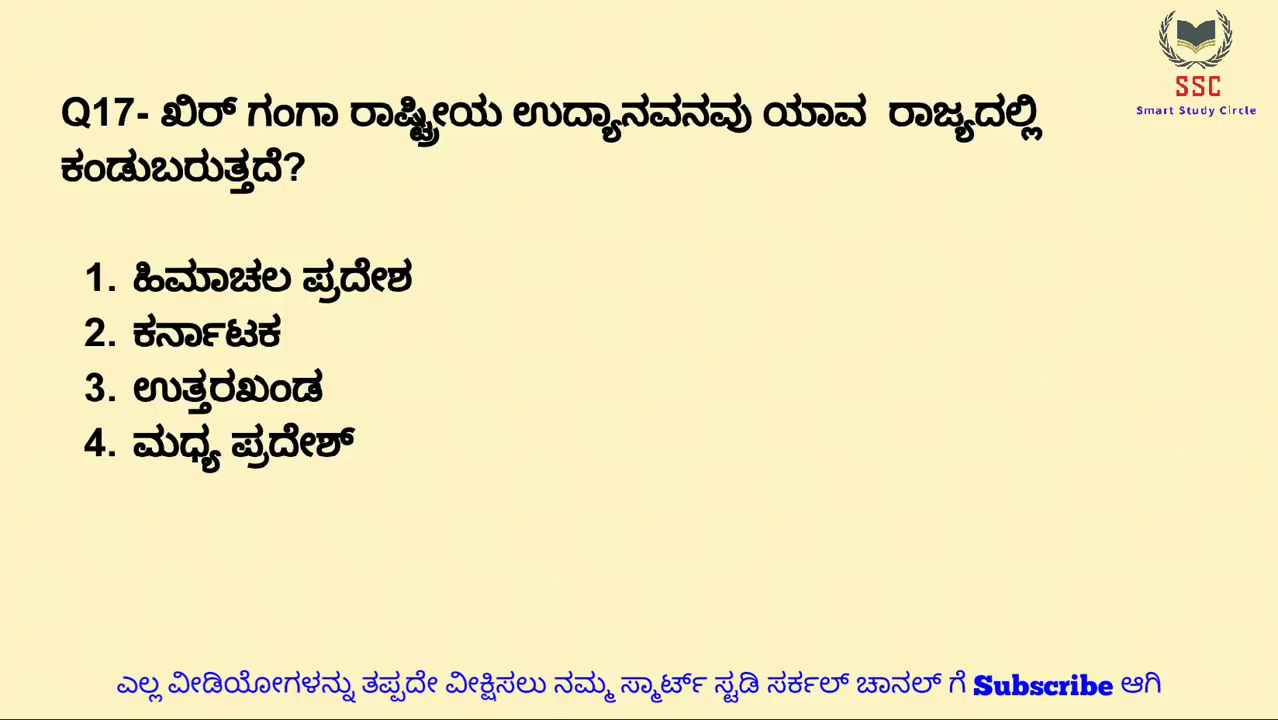 SSC
Smart Study Circle
Q17- ಖಿರ್ ಗಂಗಾ ರಾಷ್ಟ್ರೀಯ ಉದ್ಯಾನವನವು ಯಾವ ರಾಜ್ಯದಲ್ಲಿ
ಕಂಡುಬರುತ್ತದೆ?
1. ಹಿಮಾಚಲ ಪ್ರದೇಶ
2. ಕರ್ನಾಟಕ
3. ಉತ್ತರಖಂಡ
4. ಮಧ್ಯ ಪ್ರದೇಶ್
ಎಲ್ಲ ವೀಡಿಯೋಗಳನ್ನು ತಪ್ಪದೇ ವೀಕ್ಷಿಸಲು ನಮ್ಮ ಸ್ಮಾರ್ಟ್ ಸ್ಟಡಿ ಸರ್ಕಲ್ ಚಾನಲ್ ಗೆ Subscribe ಆಗಿ